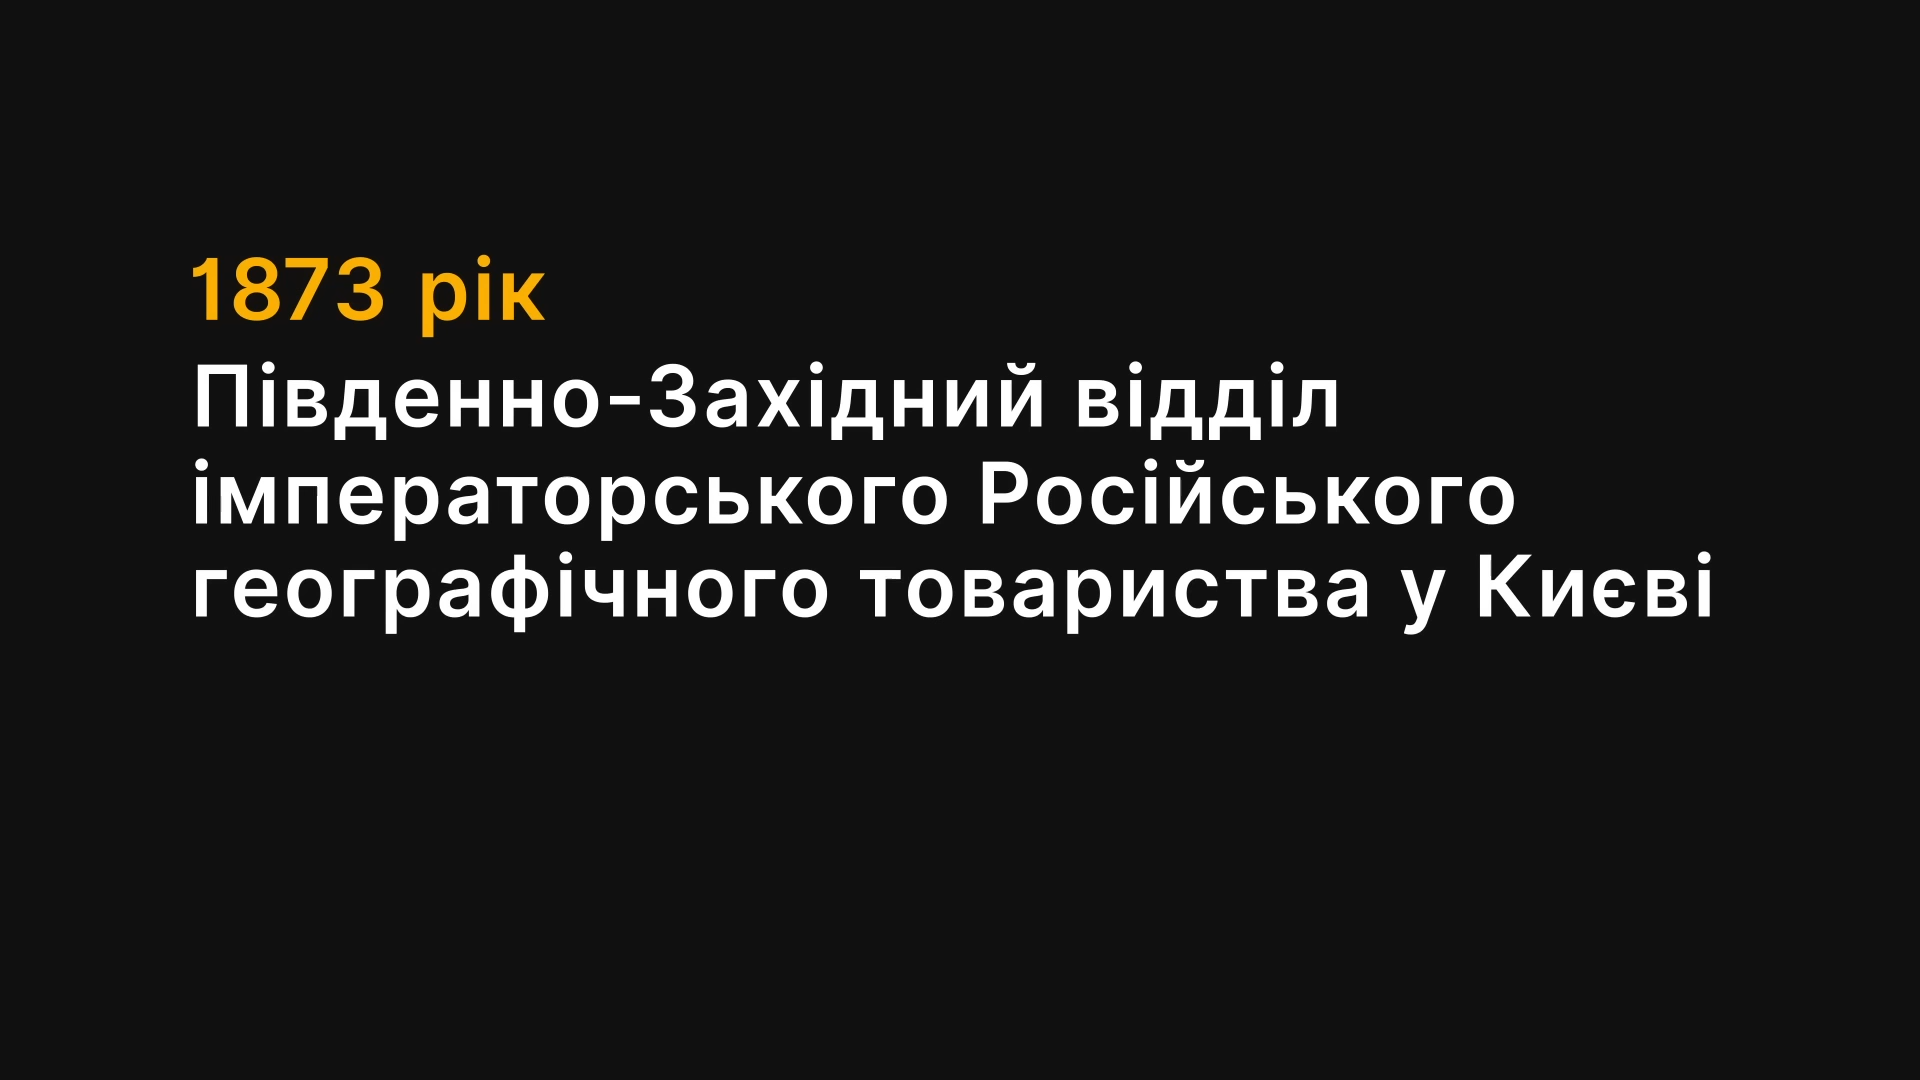 1873 рік
Південно-Західний відділ
імператорського Російського
географічного товариства у Києві